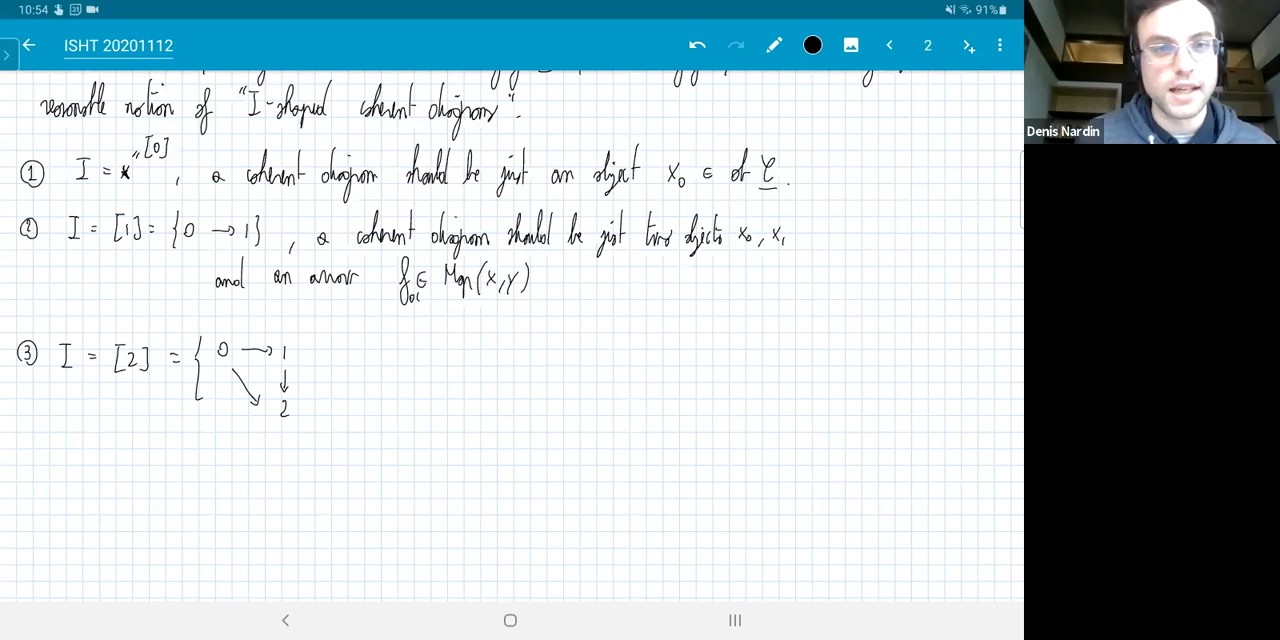 10:54 31 91%
ISHT 20201112
2
Denis Nardin
reasonable notion of "I-shaped coherent diagrams".
① I = * "[0] , a coherent diagram should be just an object X₀ ∈ ob C.
② I = [1] = {0 → 1} , a coherent diagram should be just two objects x₀, x₁
and an arrow f₀₁ ∈ Map(X,Y)
③ I = [2] = { 0 → 1
↘ ↓
2